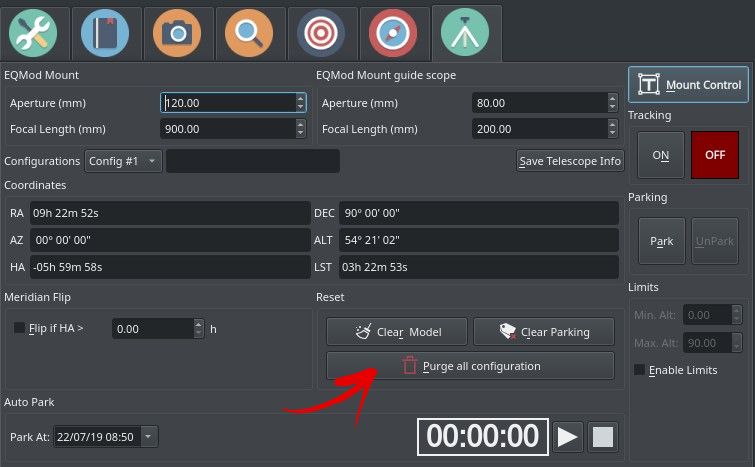 EQMod Mount
Aperture (mm) 120.00
Focal Length (mm) 900.00
EQMod Mount guide scope
Aperture (mm) 80.00
Focal Length (mm) 200.00
Mount Control
Tracking
ON OFF
Configurations Config #1 Save Telescope Info
Coordinates
RA 09h 22m 52s DEC 90° 00' 00"
AZ 00° 00' 00" ALT 54° 21' 02"
HA -05h 59m 58s LST 03h 22m 53s
Parking
Park UnPark
Meridian Flip
Flip if HA > 0.00 h
Reset
Clear Model Clear Parking
Purge all configuration
Limits
Min. Alt: 0.00
Max. Alt: 90.00
Enable Limits
Auto Park
Park At: 22/07/19 08:50 00:00:00